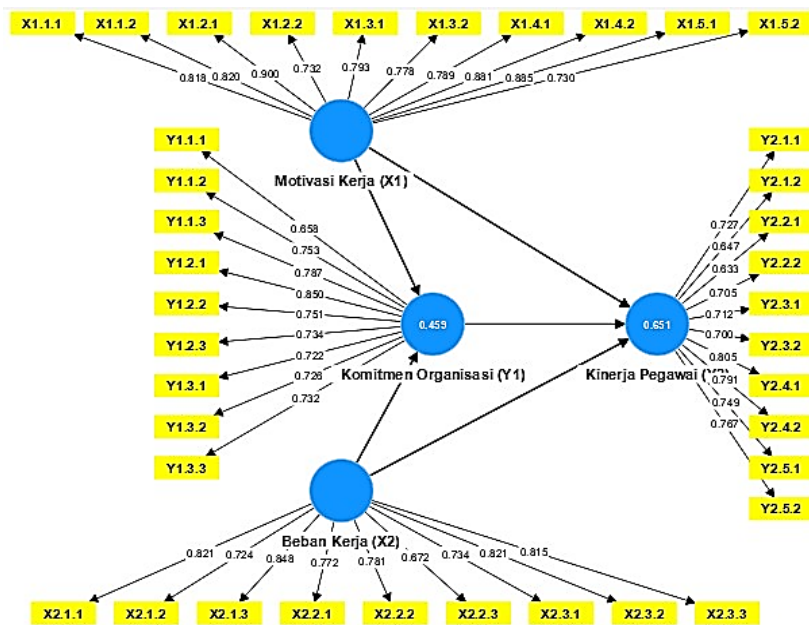 X1.1.1 X1.1.2 X1.2.1 X1.2.2 X1.3.1 X1.3.2 X1.4.1 X1.4.2 X1.5.1 X1.5.2
0.818 0.820 0.900 0.732 0.793 0.778 0.789 0.881 0.885 0.730
Motivasi Kerja (X1)
Y1.1.1
Y1.1.2
Y1.1.3
Y1.2.1
Y1.2.2
Y1.2.3
Y1.3.1
Y1.3.2
Y1.3.3
0.658
0.753
0.787
0.850
0.751
0.734
0.722
0.726
0.732
0.459
Komitmen Organisasi (Y1)
0.651
Kinerja Pegawai
0.727
0.647
0.633
0.705
0.712
0.700
0.805
0.791
0.749
0.767
Y2.1.1
Y2.1.2
Y2.2.1
Y2.2.2
Y2.3.1
Y2.3.2
Y2.4.1
Y2.4.2
Y2.5.1
Y2.5.2
Beban Kerja (X2)
0.821 0.724 0.848 0.772 0.781 0.672 0.734 0.821 0.815
X2.1.1 X2.1.2 X2.1.3 X2.2.1 X2.2.2 X2.2.3 X2.3.1 X2.3.2 X2.3.3